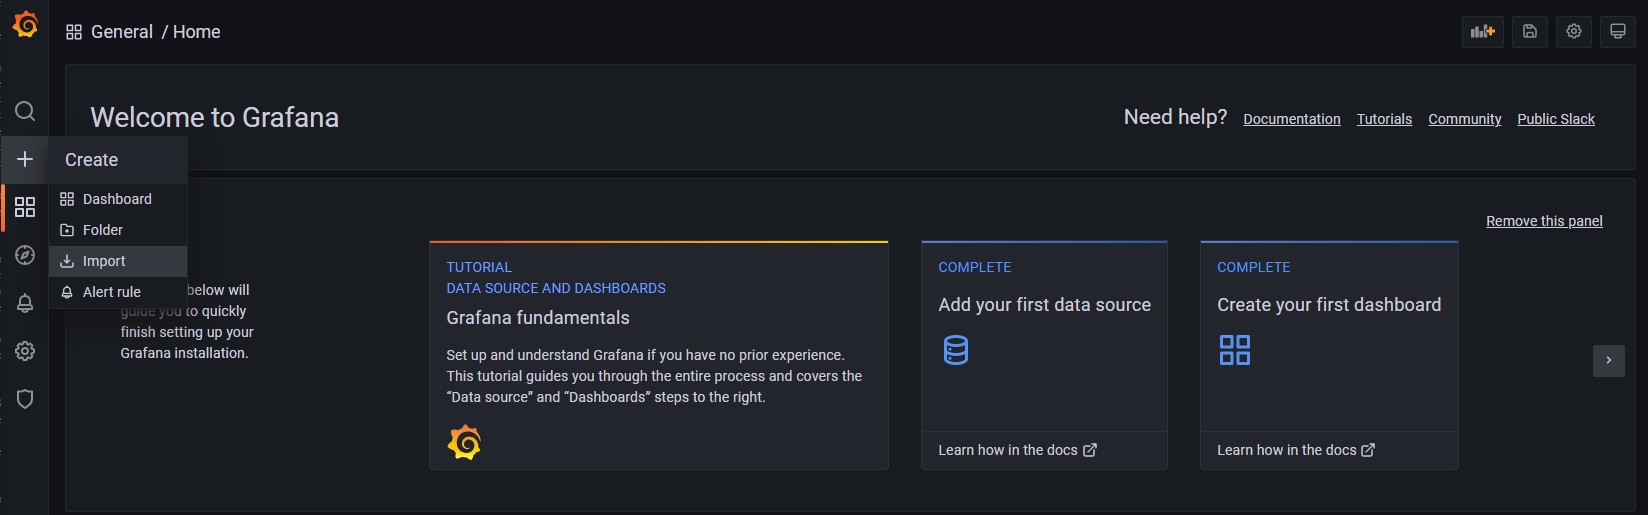 General / Home
Welcome to Grafana
Need help? Documentation Tutorials Community Public Slack
Create
Dashboard
Folder
Import
Alert rule
Remove this panel
below will
guide you to quickly
finish setting up your
Grafana installation.
TUTORIAL
DATA SOURCE AND DASHBOARDS
Grafana fundamentals
Set up and understand Grafana if you have no prior experience.
This tutorial guides you through the entire process and covers the
“Data source” and “Dashboards” steps to the right.
COMPLETE
Add your first data source
Learn how in the docs
COMPLETE
Create your first dashboard
Learn how in the docs